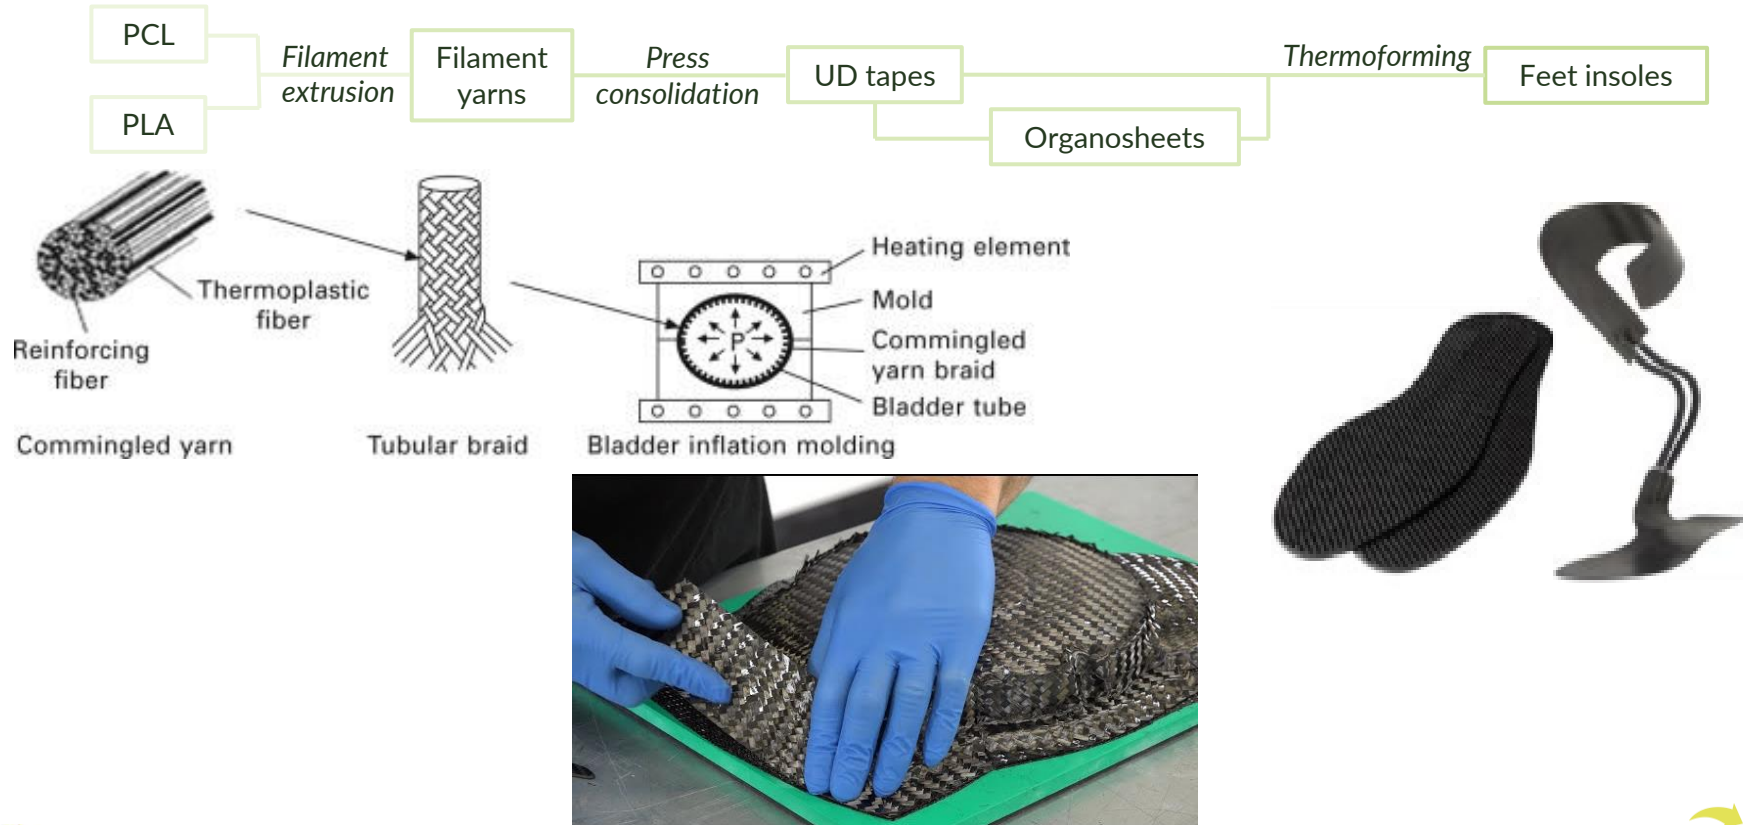 PCL
PLA
Filament
extrusion
Filament
yarns
Press
consolidation
UD tapes
Organosheets
Thermoforming
Feet insoles
Thermoplastic
fiber
Reinforcing
fiber
Commingled yarn
Tubular braid
Heating element
Mold
P
Commingled
yarn braid
Bladder tube
Bladder inflation molding